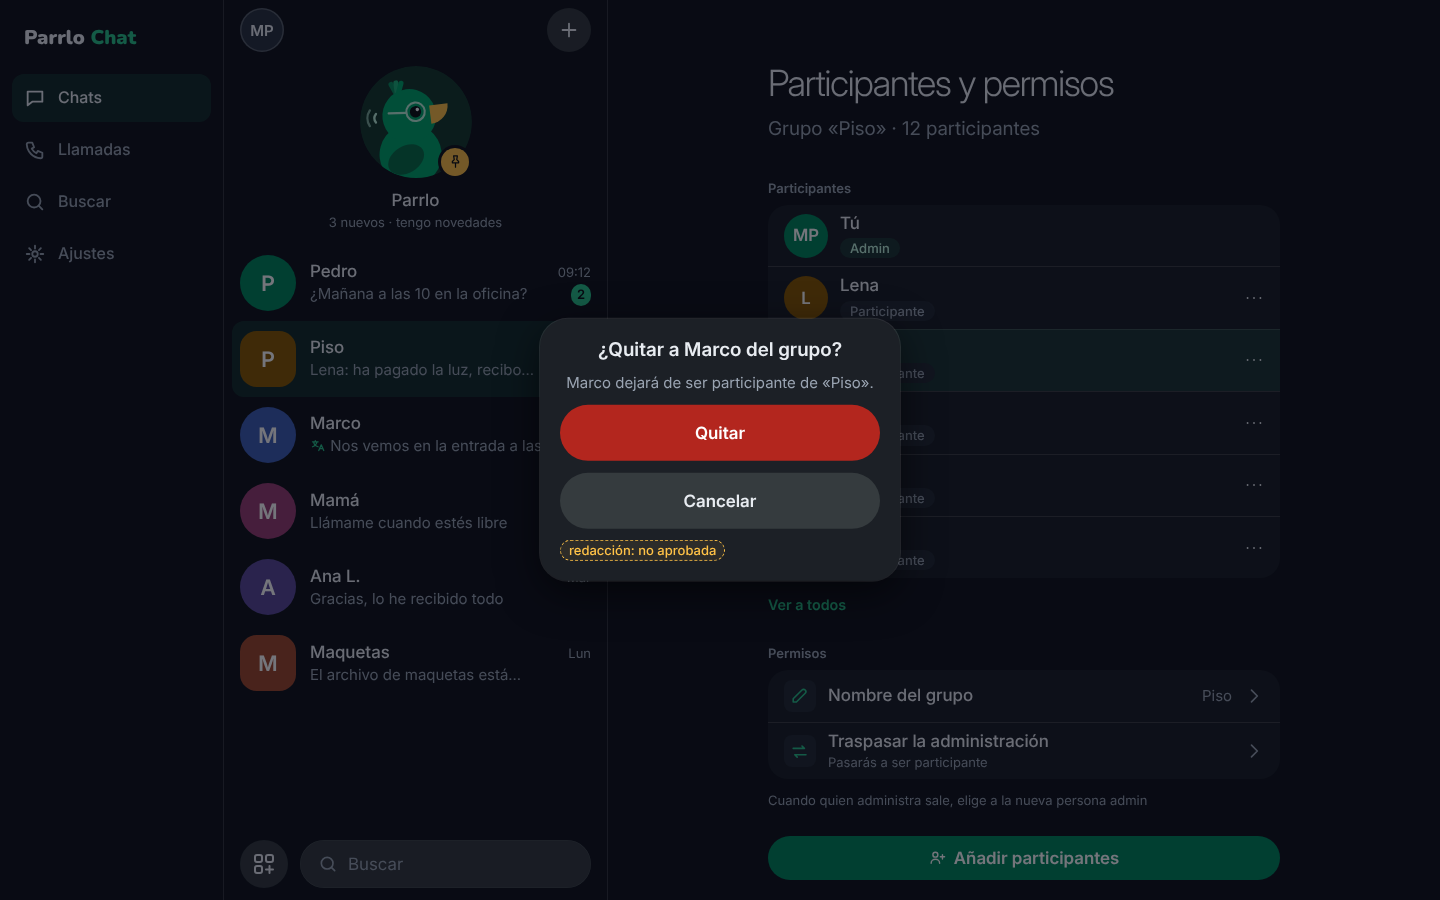 Parrlo Chat
Chats
Llamadas
Buscar
Ajustes
MP
Parrlo
3 nuevos · tengo novedades
P
Pedro
09:12
¿Mañana a las 10 en la oficina?
2
P
Piso
Lena: ha pagado la luz, recibo...
M
Marco
Nos vemos en la entrada a las
M
Mamá
Llámame cuando estés libre
A
Ana L.
Gracias, lo he recibido todo
M
Maquetas
Lun
El archivo de maquetas está...
Buscar
Participantes y permisos
Grupo «Piso» · 12 participantes
Participantes
MP
Tú
Admin
L
Lena
Participante
¿Quitar a Marco del grupo?
Marco dejará de ser participante de «Piso».
Quitar
Cancelar
redacción: no aprobada
Ver a todos
Permisos
Nombre del grupo
Piso
Traspasar la administración
Pasarás a ser participante
Cuando quien administra sale, elige a la nueva persona admin
Añadir participantes